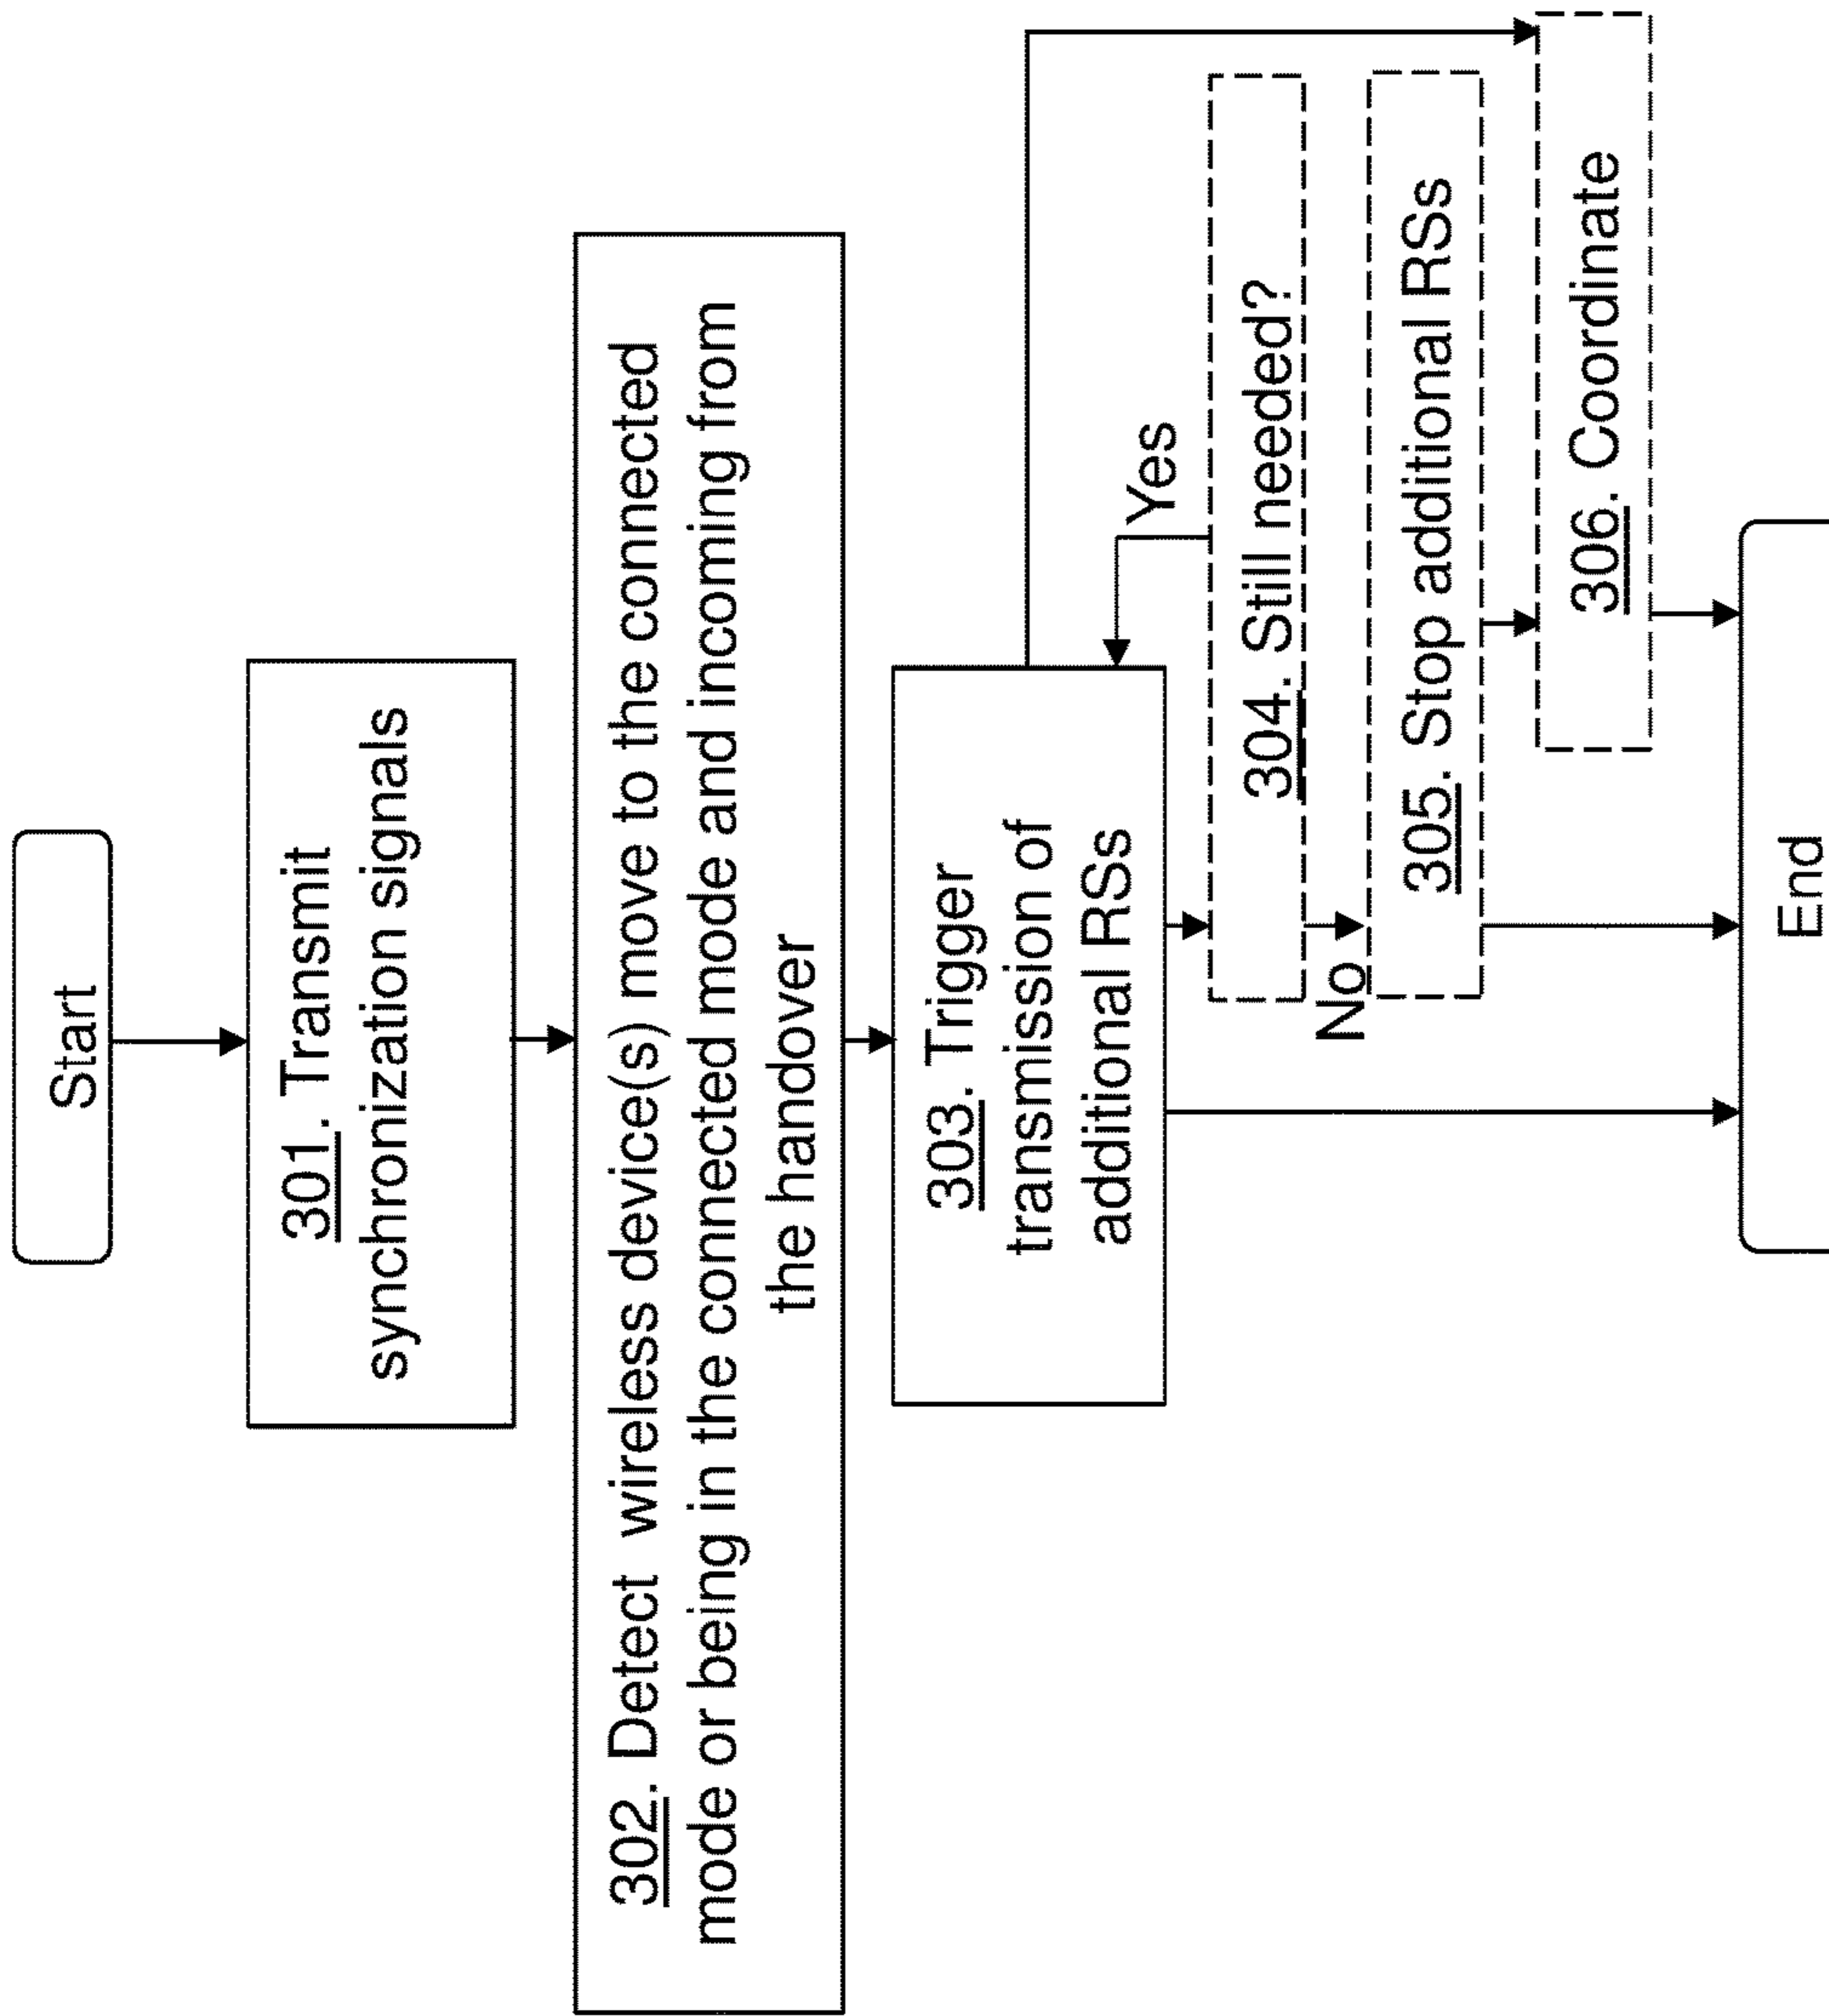 Start
301. Transmit
synchronization signals
302. Detect wireless device(s) move to the connected
mode or being in the connected mode and incoming from
the handover
303. Trigger
transmission of
additional RSs
Yes
304. Still needed?
No
305. Stop additional RSs
306. Coordinate
End